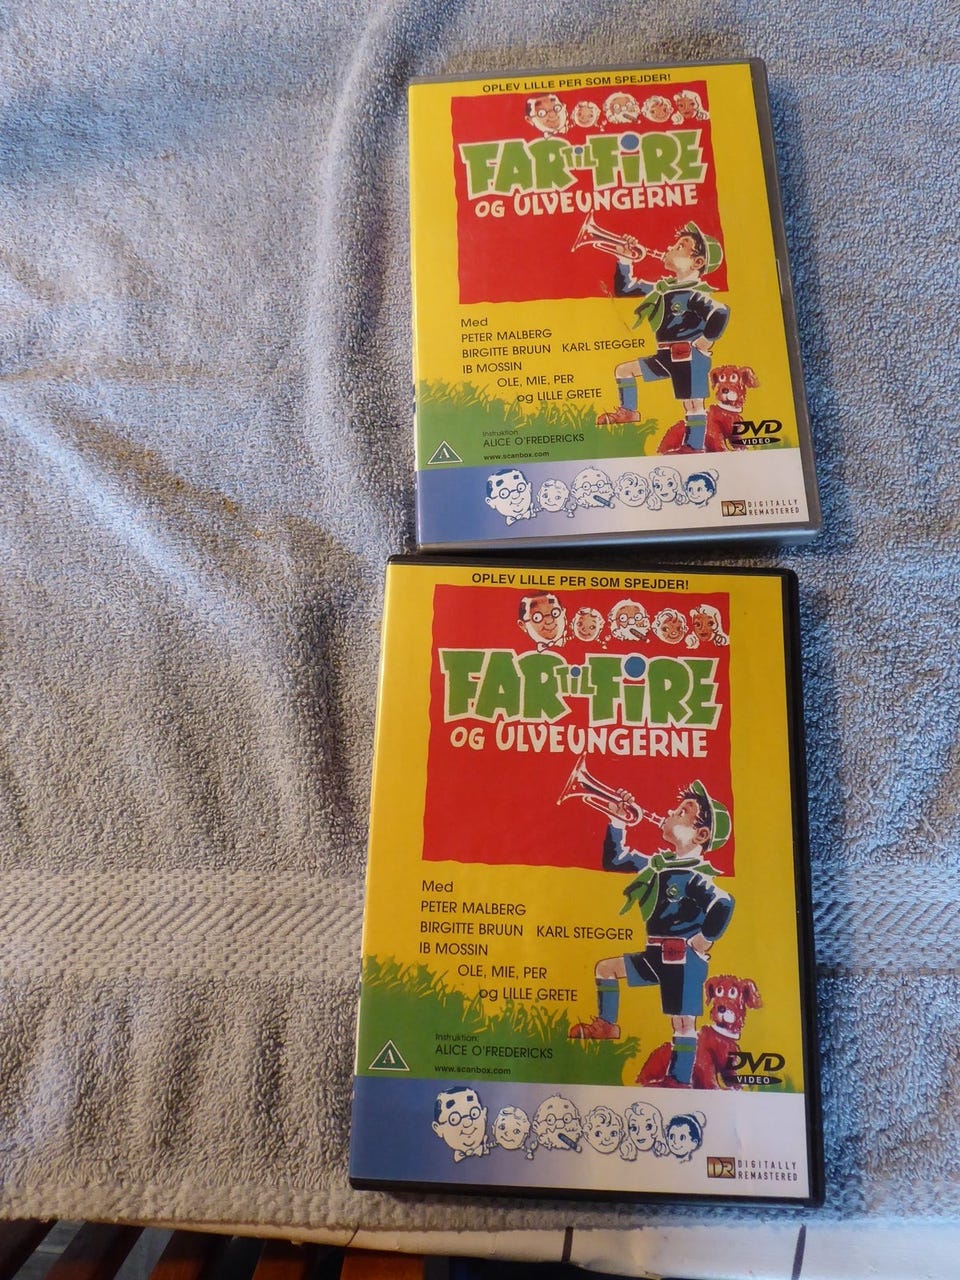 OPLEV LILLE PER SOM SPEJDER!
FAR TIL FIRE
OG ULVEUNGERNE
Med
PETER MALBERG
BIRGITTE BRUUN KARL STEGGER
IB MOSSIN
OLE, MIE, PER
og LILLE GRETE
Instruktion:
ALICE O'FREDERICKS
www.scanbox.com
A
DVD
VIDEO
DR DIGITALLY
REMASTERED
OPLEV LILLE PER SOM SPEJDER!
FAR TIL FIRE
OG ULVEUNGERNE
Med
PETER MALBERG
BIRGITTE BRUUN KARL STEGGER
IB MOSSIN
OLE, MIE, PER
og LILLE GRETE
Instruktion:
ALICE O'FREDERICKS
www.scanbox.com
A
DVD
VIDEO
DR DIGITALLY
REMASTERED